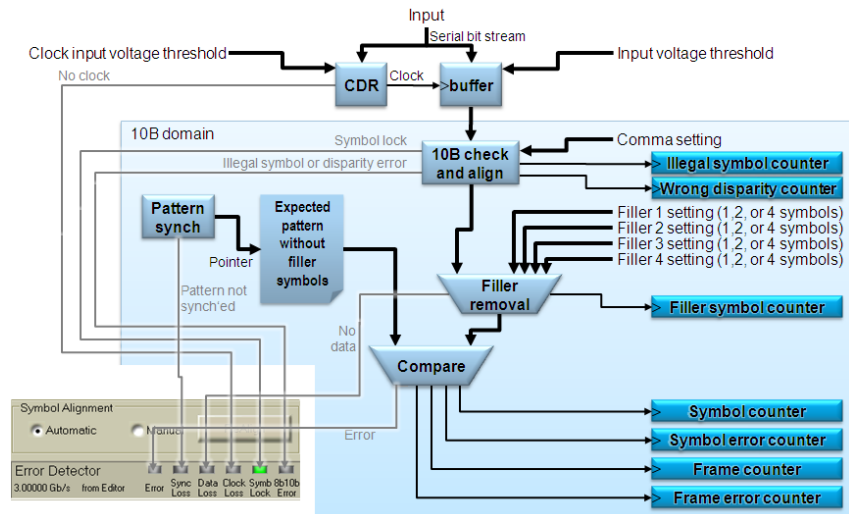 Input
Serial bit stream
Clock input voltage threshold
Input voltage threshold
No clock
CDR
Clock
buffer
10B domain
Symbol lock
Illegal symbol or disparity error
10B check
and align
Comma setting
Illegal symbol counter
Wrong disparity counter
Pattern
synch
Pointer
Expected
pattern
without
filler
symbols
Filler 1 setting (1,2, or 4 symbols)
Filler 2 setting (1,2, or 4 symbols)
Filler 3 setting (1,2, or 4 symbols)
Filler 4 setting (1,2, or 4 symbols)
Pattern not
synch'ed
Filler
removal
Filler symbol counter
No
data
Compare
Error
Symbol counter
Symbol error counter
Frame counter
Frame error counter
Symbol Alignment
Automatic
Manual
Error Detector
3.00000 Gb/s from Editor
Error
Sync
Loss
Data
Loss
Clock
Loss
Symb
Lock
8b10b
Error